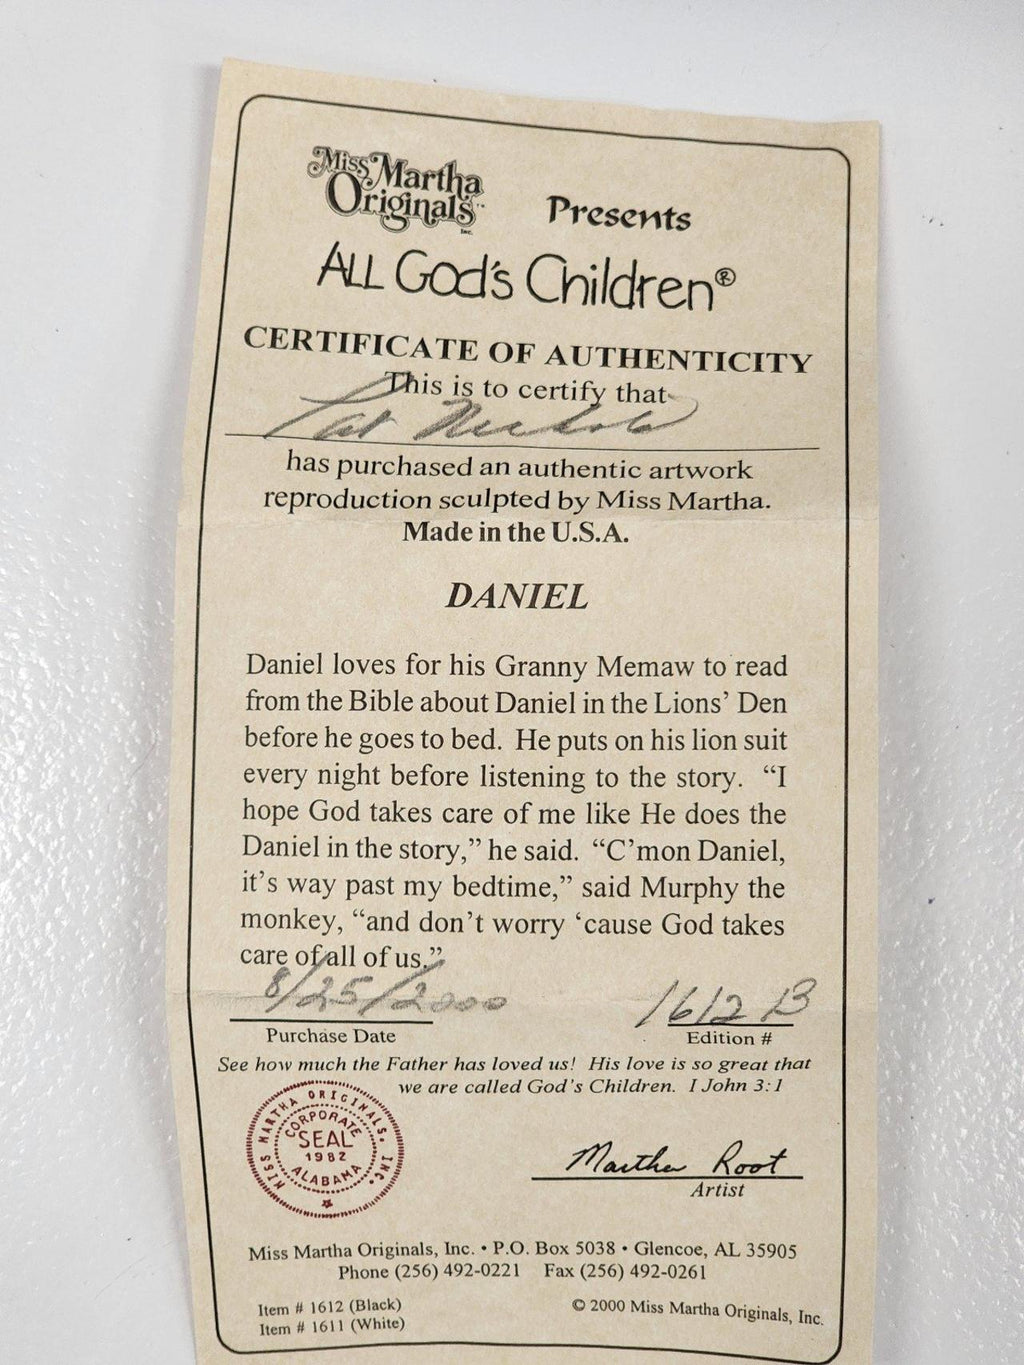 Miss Martha
Originals™
Inc.
Presents
ALL God's Children®
CERTIFICATE OF AUTHENTICITY
This is to certify that
Pat Nichols
has purchased an authentic artwork
reproduction sculpted by Miss Martha.
Made in the U.S.A.
DANIEL
Daniel loves for his Granny Memaw to read
from the Bible about Daniel in the Lions’ Den
before he goes to bed. He puts on his lion suit
every night before listening to the story. “I
hope God takes care of me like He does the
Daniel in the story,” he said. “C’mon Daniel,
it’s way past my bedtime,” said Murphy the
monkey, “and don’t worry ‘cause God takes
care of all of us.”
8/25/2000
Purchase Date
1612 B
Edition #
See how much the Father has loved us! His love is so great that
we are called God’s Children. I John 3:1
MISS MARTHA ORIGINALS, INC.
CORPORATE
SEAL
1982
ALABAMA
Martha Root
Artist
Miss Martha Originals, Inc. • P.O. Box 5038 • Glencoe, AL 35905
Phone (256) 492-0221 Fax (256) 492-0261
Item # 1612 (Black)
Item # 1611 (White)
© 2000 Miss Martha Originals, Inc.